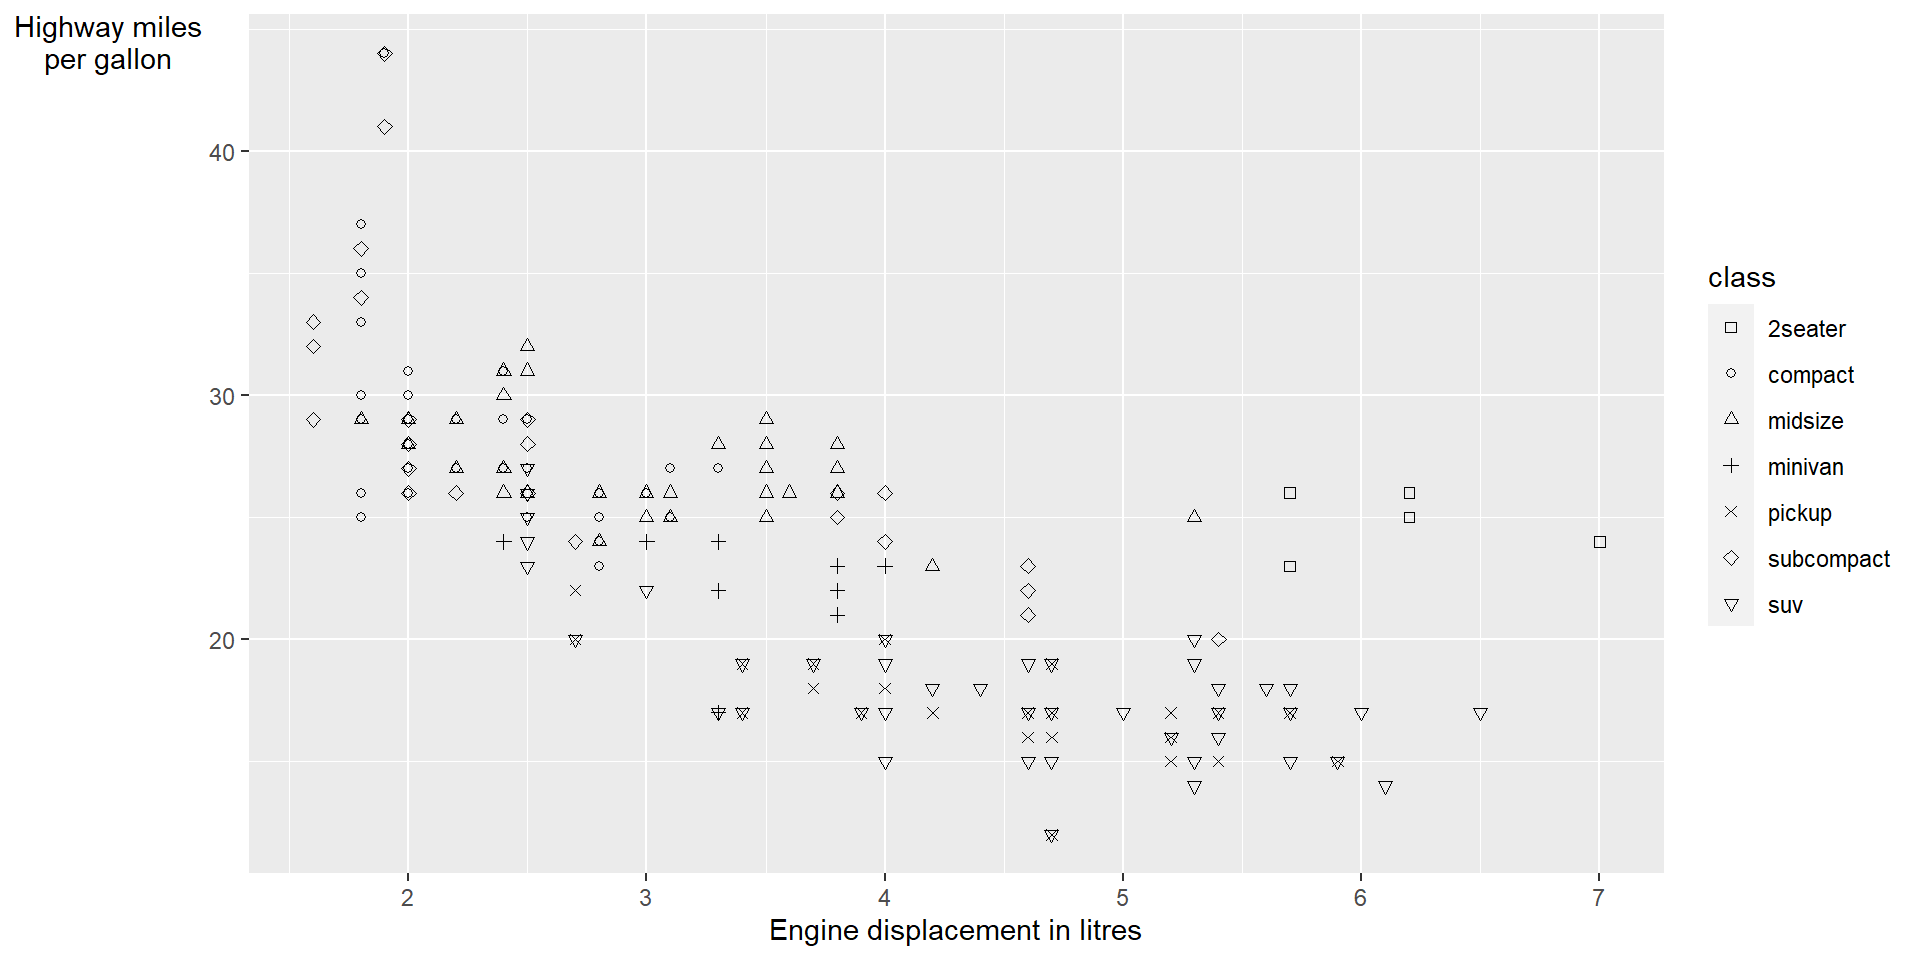 Highway miles
per gallon
40
30
20
2
3
4
5
6
7
Engine displacement in litres
class
2seater
compact
midsize
minivan
pickup
subcompact
suv